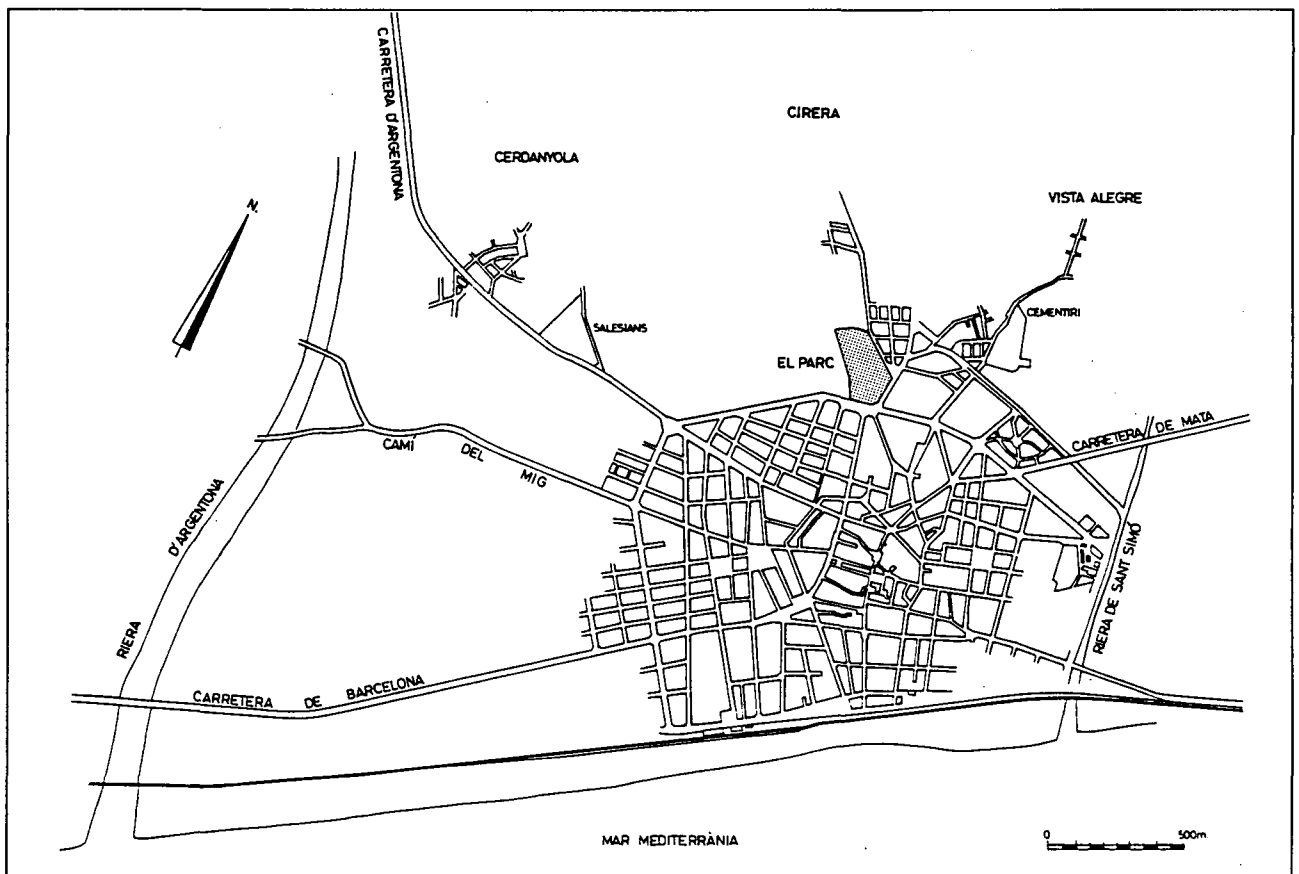 CARRETERA D'ARGENTONA
CIRERA
CERDANYOLA
VISTA ALEGRE
N.
CEMENTIRI
SALESIANS
EL PARC
CARRETERA DE MATA
CAMÍ DEL MIG
RIERA D'ARGENTONA
RIERA DE SANT SIMÓ
CARRETERA DE BARCELONA
MAR MEDITERRÀNIA
0 500m.